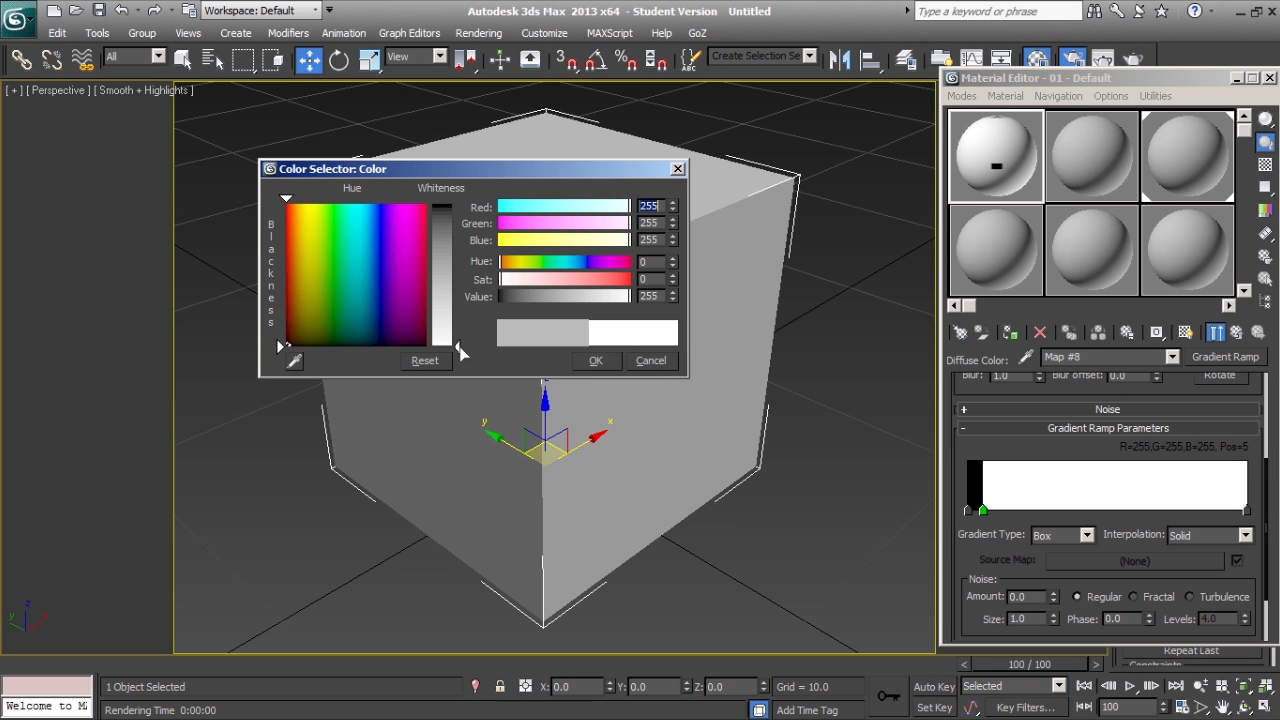 Workspace: Default
Autodesk 3ds Max 2013 x64 - Student Version Untitled
Type a keyword or phrase
Edit Tools Group Views Create Modifiers Animation Graph Editors Rendering Customize MAXScript Help GoZ
All View Create Selection Se
[ + ] [ Perspective ] [ Smooth + Highlights ]
Color Selector: Color
Hue Whiteness
Blackness
Red: 255
Green: 255
Blue: 255
Hue: 0
Sat: 0
Value: 255
Reset OK Cancel
y x
z
y x
Material Editor - 01 - Default
Modes Material Navigation Options Utilities
Diffuse Color: Map #8 Gradient Ramp
Blur: 1.0 Blur offset: 0.0 Rotate
+ Noise
- Gradient Ramp Parameters
R=255,G=255,B=255, Pos=5
Gradient Type: Box Interpolation: Solid
Source Map: (None)
Noise:
Amount: 0.0 Regular Fractal Turbulence
Size: 1.0 Phase: 0.0 Levels: 4.0
Repeat Last
100 / 100
1 Object Selected X: 0.0 Y: 0.0 Z: 0.0 Grid = 10.0 Auto Key Selected
Welcome to M Rendering Time 0:00:00 Add Time Tag Set Key Key Filters... 100